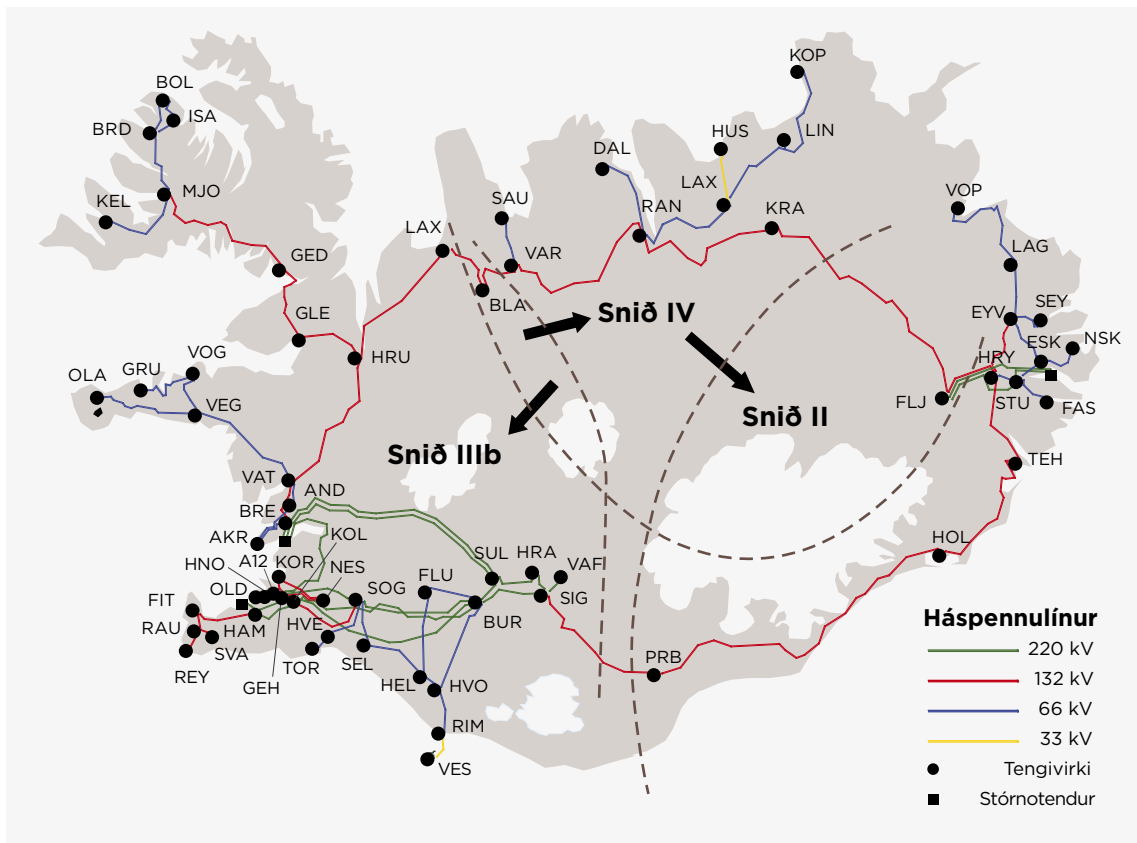 KOP
BOL
ISA
BRD
HUS
LIN
DAL
LAX
KEL
MJO
SAU
VOP
RAN
KRA
LAX
VAR
LAG
GED
BLA
Snið IV
SEY
EYV
GLE
NSK
ESK
HRU
HRY
VOG
GRU
OLA
FLJ
STU
FAS
VEG
Snið II
Snið IIIb
TEH
VAT
AND
BRE
AKR
KOL
HOL
A12
KOR
HNO
NES
SOG
FLU
SUL
HRA
VAF
OLD
FIT
SIG
BUR
HVE
HAM
RAU
SVA
REY
TOR
SEL
GEH
HEL
HVO
PRB
RIM
VES
Háspennulínur
220 kV
132 kV
66 kV
33 kV
Tengivirki
Stórnotendur